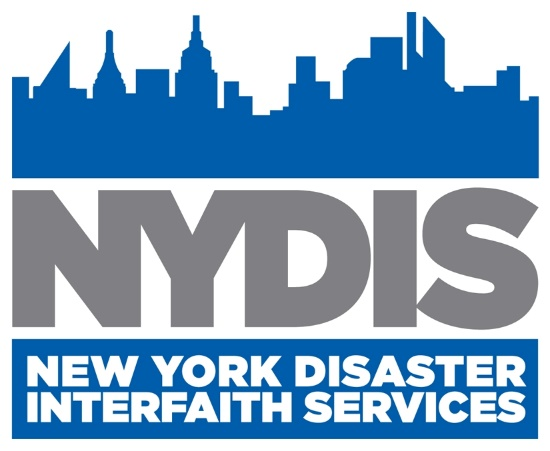 NYDIS
NEW YORK DISASTER
INTERFAITH SERVICES